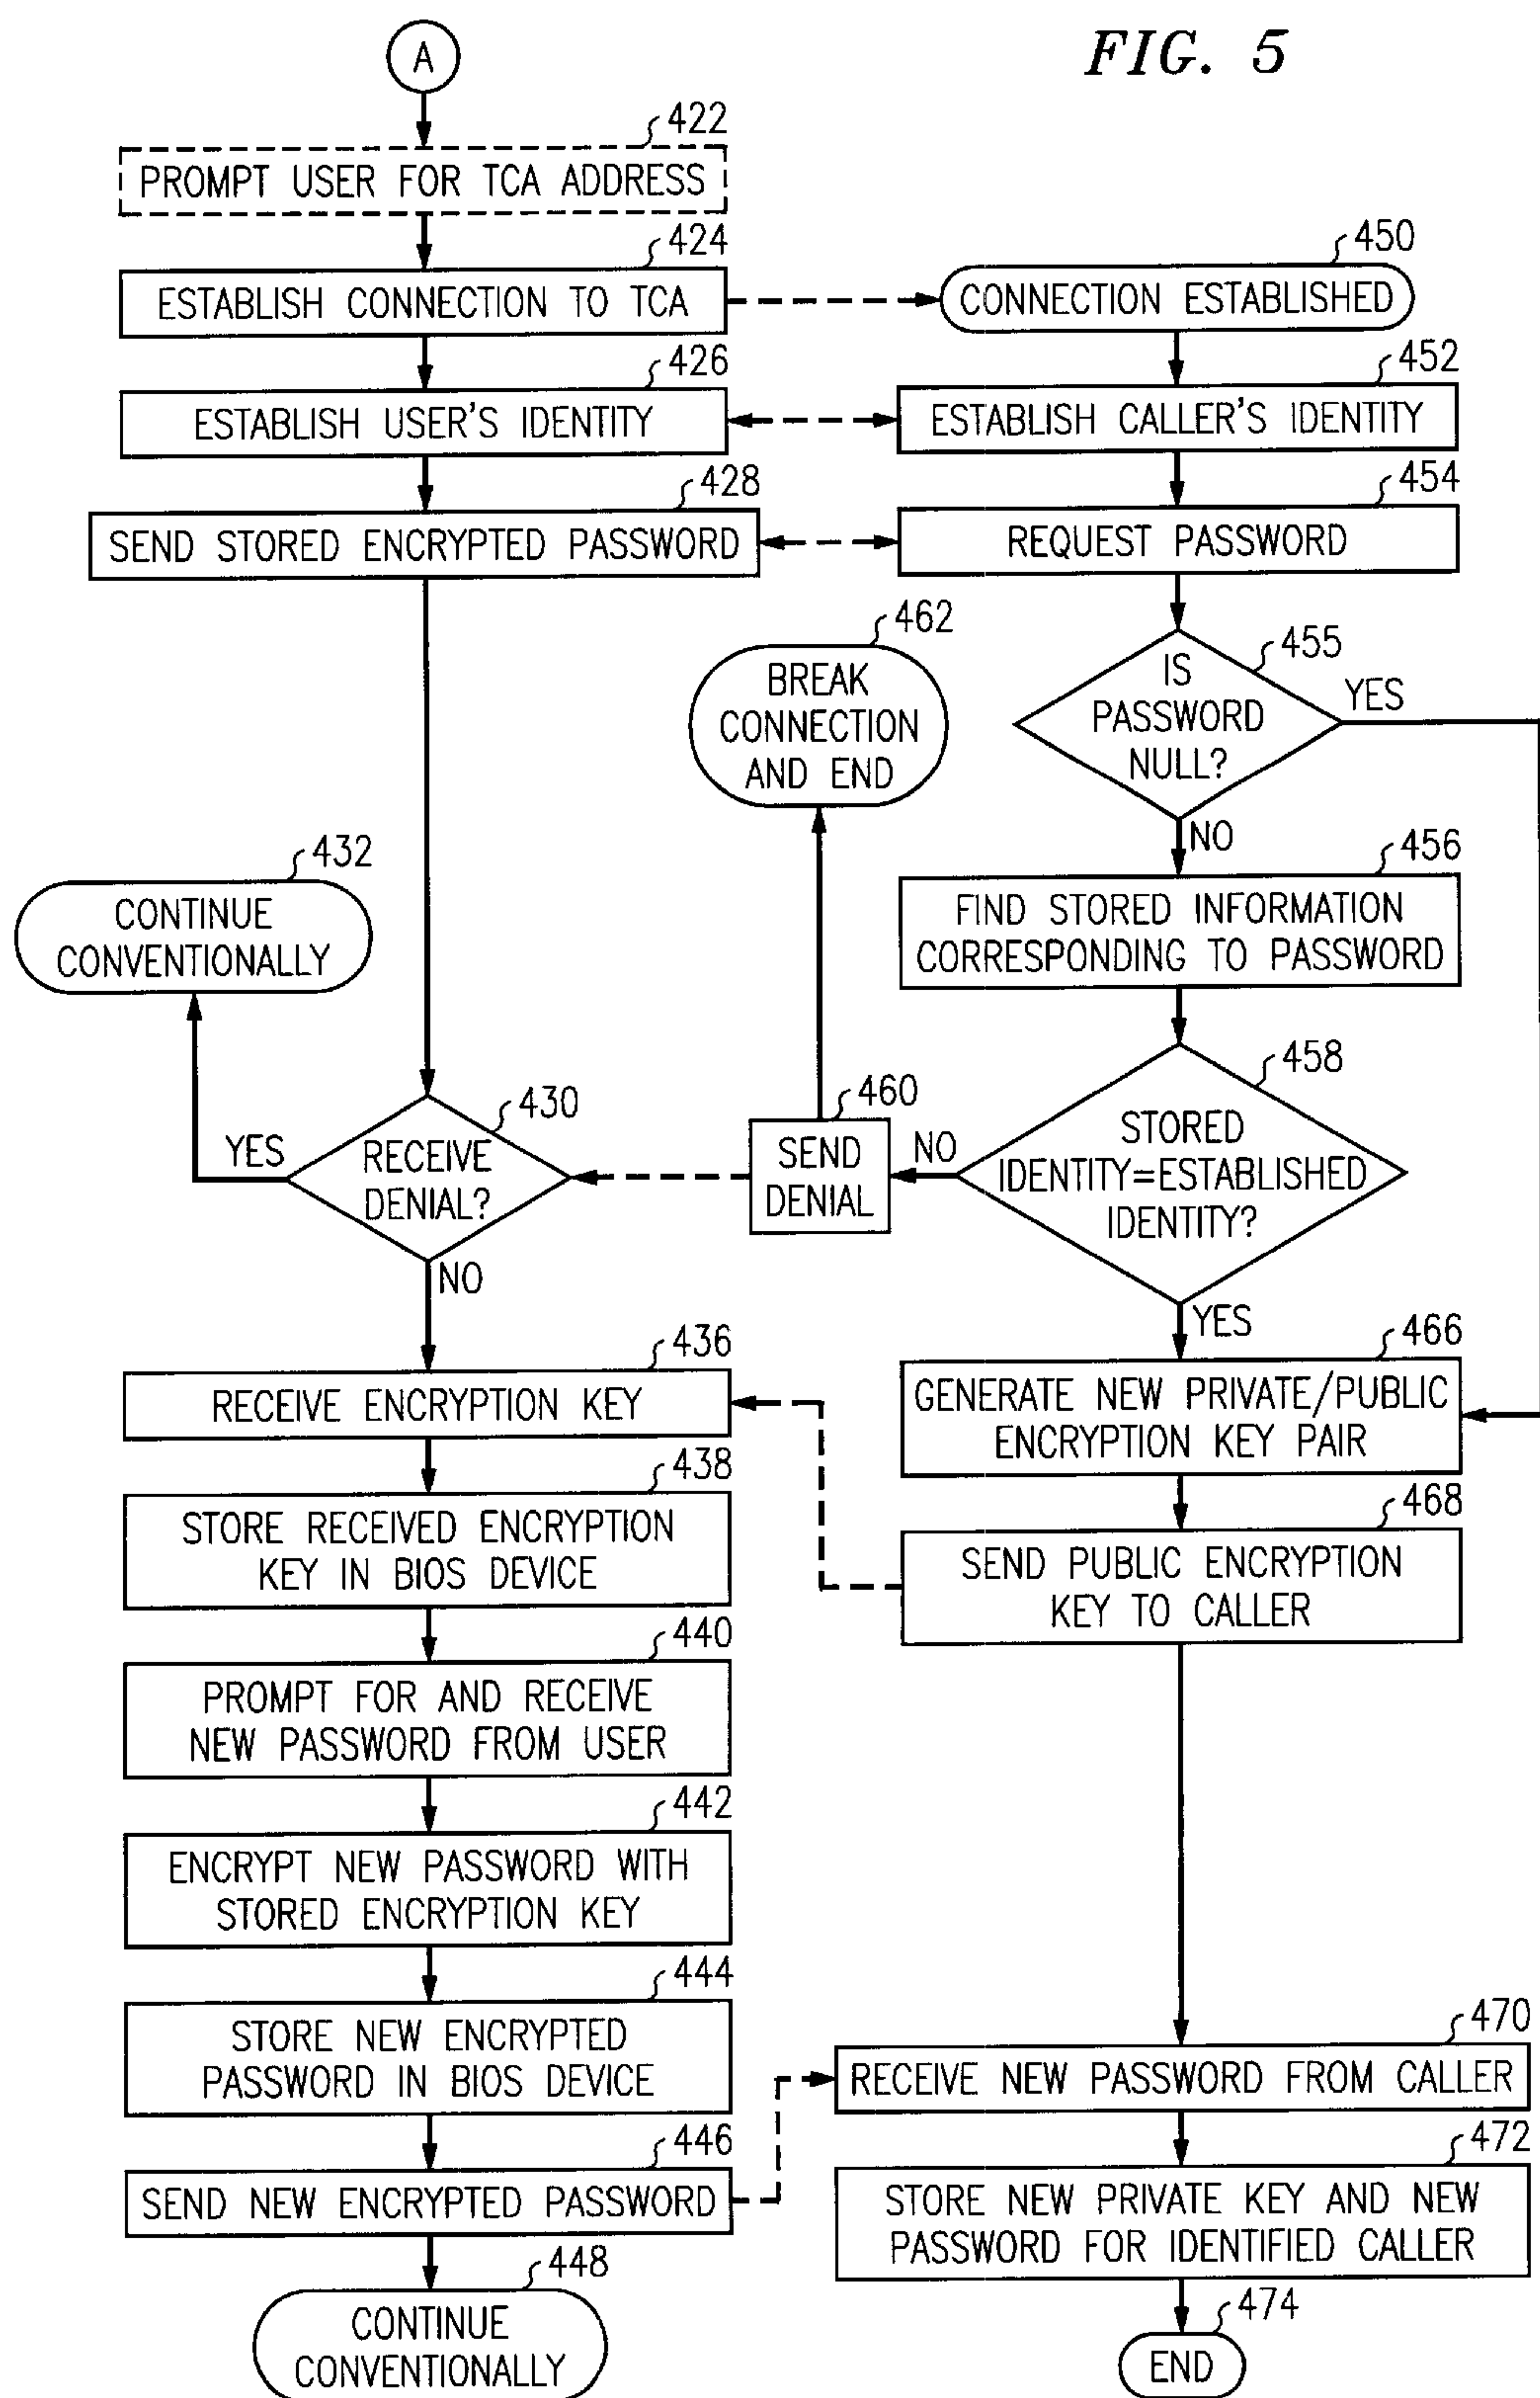 FIG. 5
A
422
PROMPT USER FOR TCA ADDRESS
424
ESTABLISH CONNECTION TO TCA
450
CONNECTION ESTABLISHED
426
ESTABLISH USER'S IDENTITY
452
ESTABLISH CALLER'S IDENTITY
428
SEND STORED ENCRYPTED PASSWORD
454
REQUEST PASSWORD
462
BREAK
CONNECTION
AND END
455
IS
PASSWORD
NULL?
YES
NO
432
CONTINUE
CONVENTIONALLY
456
FIND STORED INFORMATION
CORRESPONDING TO PASSWORD
430
RECEIVE
DENIAL?
YES
NO
460
SEND
DENIAL
NO
458
STORED
IDENTITY=ESTABLISHED
IDENTITY?
YES
436
RECEIVE ENCRYPTION KEY
466
GENERATE NEW PRIVATE/PUBLIC
ENCRYPTION KEY PAIR
438
STORE RECEIVED ENCRYPTION
KEY IN BIOS DEVICE
468
SEND PUBLIC ENCRYPTION
KEY TO CALLER
440
PROMPT FOR AND RECEIVE
NEW PASSWORD FROM USER
442
ENCRYPT NEW PASSWORD WITH
STORED ENCRYPTION KEY
444
STORE NEW ENCRYPTED
PASSWORD IN BIOS DEVICE
470
RECEIVE NEW PASSWORD FROM CALLER
446
SEND NEW ENCRYPTED PASSWORD
472
STORE NEW PRIVATE KEY AND NEW
PASSWORD FOR IDENTIFIED CALLER
448
CONTINUE
CONVENTIONALLY
474
END